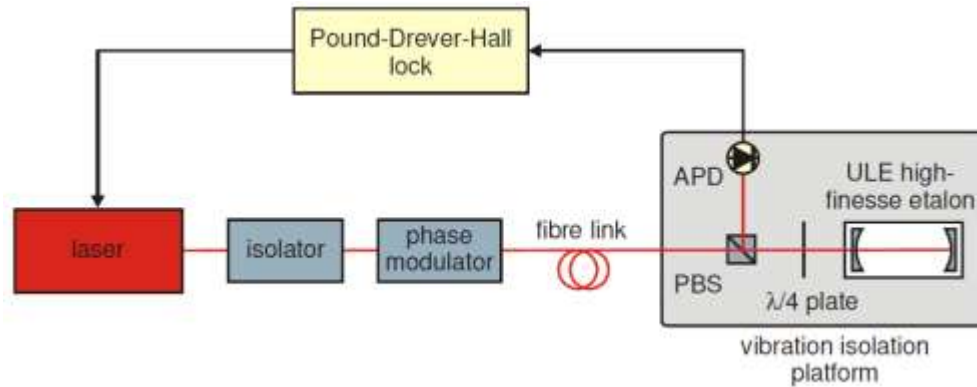 Pound-Drever-Hall
lock
APD
ULE high-
finesse etalon
laser
isolator
phase
modulator
fibre link
PBS
λ/4 plate
vibration isolation
platform